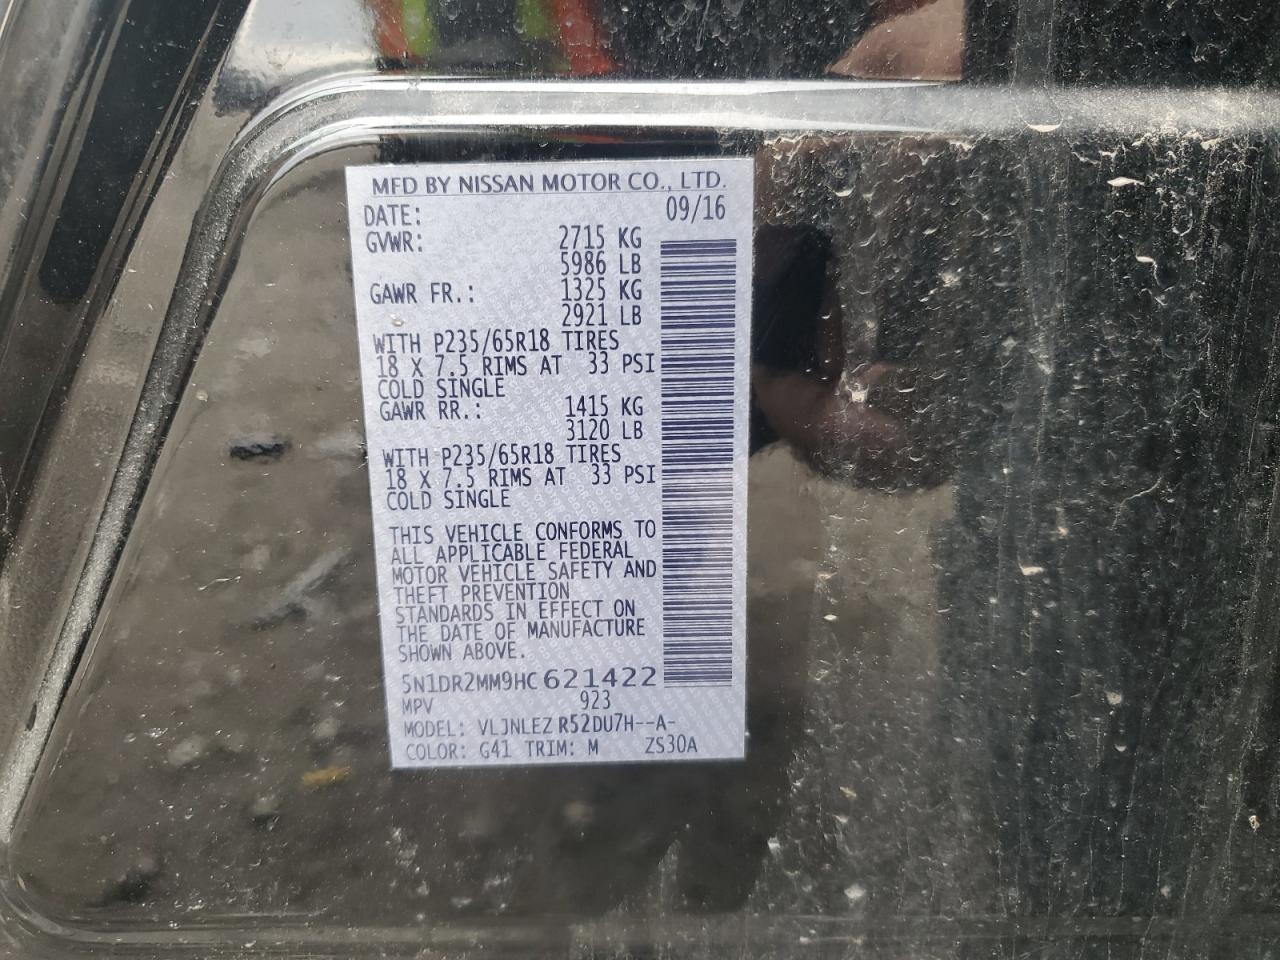 MFD BY NISSAN MOTOR CO., LTD.
DATE: 09/16
GVWR: 2715 KG
5986 LB
GAWR FR.: 1325 KG
2921 LB
WITH P235/65R18 TIRES
18 X 7.5 RIMS AT 33 PSI
COLD SINGLE
GAWR RR.: 1415 KG
3120 LB
WITH P235/65R18 TIRES
18 X 7.5 RIMS AT 33 PSI
COLD SINGLE
THIS VEHICLE CONFORMS TO
ALL APPLICABLE FEDERAL
MOTOR VEHICLE SAFETY AND
THEFT PREVENTION
STANDARDS IN EFFECT ON
THE DATE OF MANUFACTURE
SHOWN ABOVE.
5N1DR2MM9HC 621422
MPV 923
MODEL: VLJNLEZ R52DU7H--A-
COLOR: G41 TRIM: M ZS30A